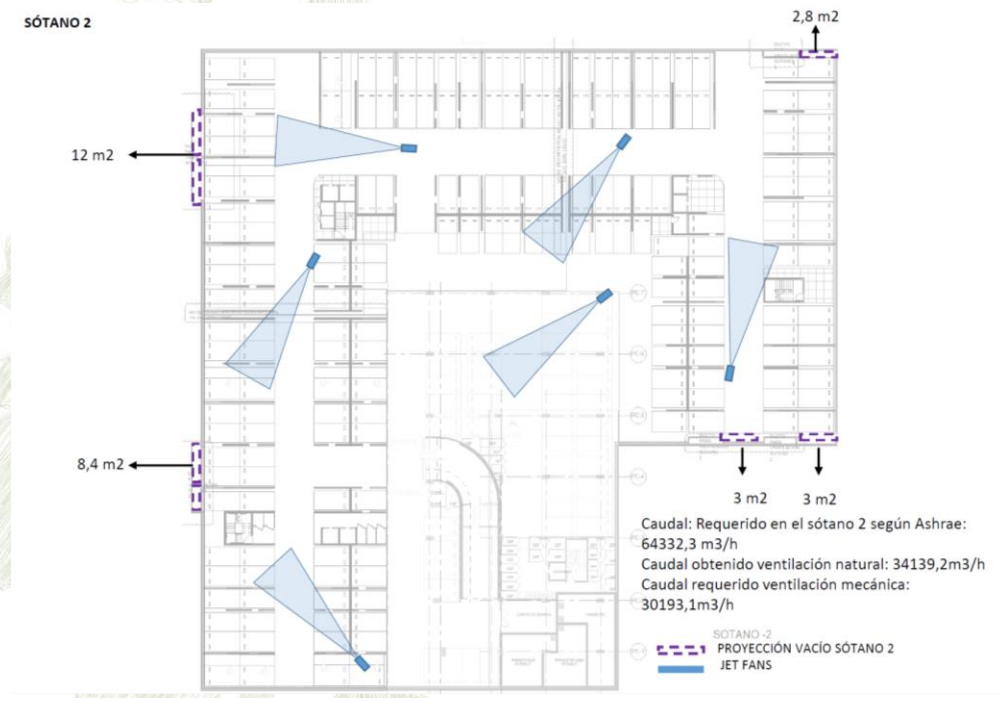 SÓTANO 2
2,8 m2
12 m2
8,4 m2
3 m2
3 m2
Caudal: Requerido en el sótano 2 según Ashrae:
64332,3 m3/h
Caudal obtenido ventilación natural: 34139,2m3/h
Caudal requerido ventilación mecánica:
30193,1m3/h
SOTANO -2
PROYECCIÓN VACÍO SÓTANO 2
JET FANS